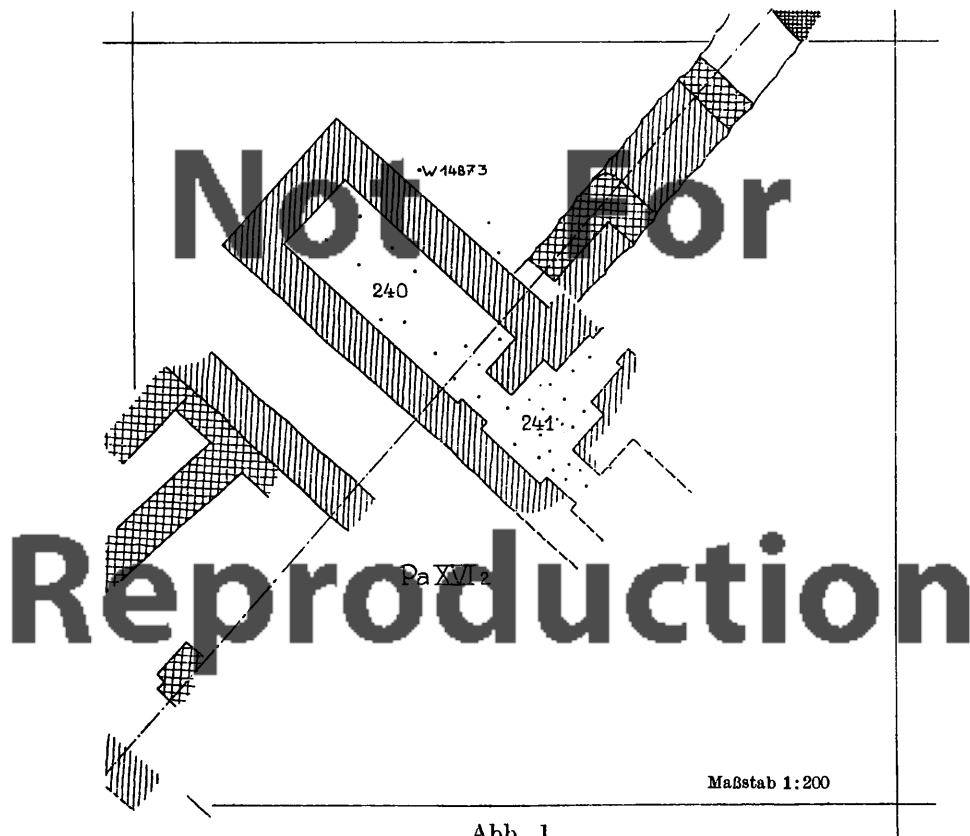 W 14873
Not For
240
241
Pa XVI 2
Reproduction
Maßstab 1:200
Abb. 1